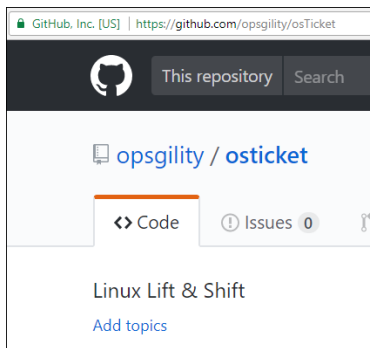 GitHub, Inc. [US] | https://github.com/opsgility/osTicket
This repository Search
opsgility / osticket
<> Code Issues 0
Linux Lift & Shift
Add topics